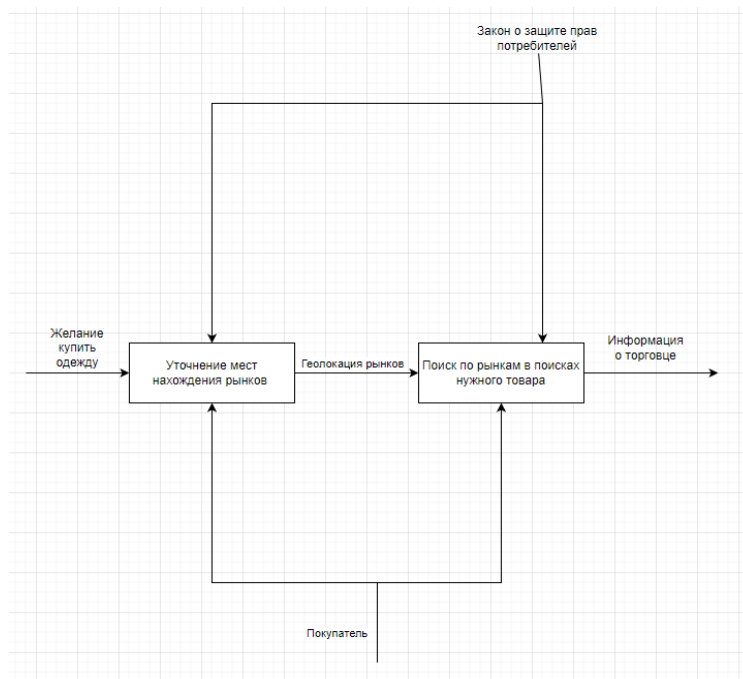 Закон о защите прав
потребителей
Желание
купить
одежду
Уточнение мест
нахождения рынков
Геолокация рынков
Поиск по рынкам в поисках
нужного товара
Информация
о торговце
Покупатель